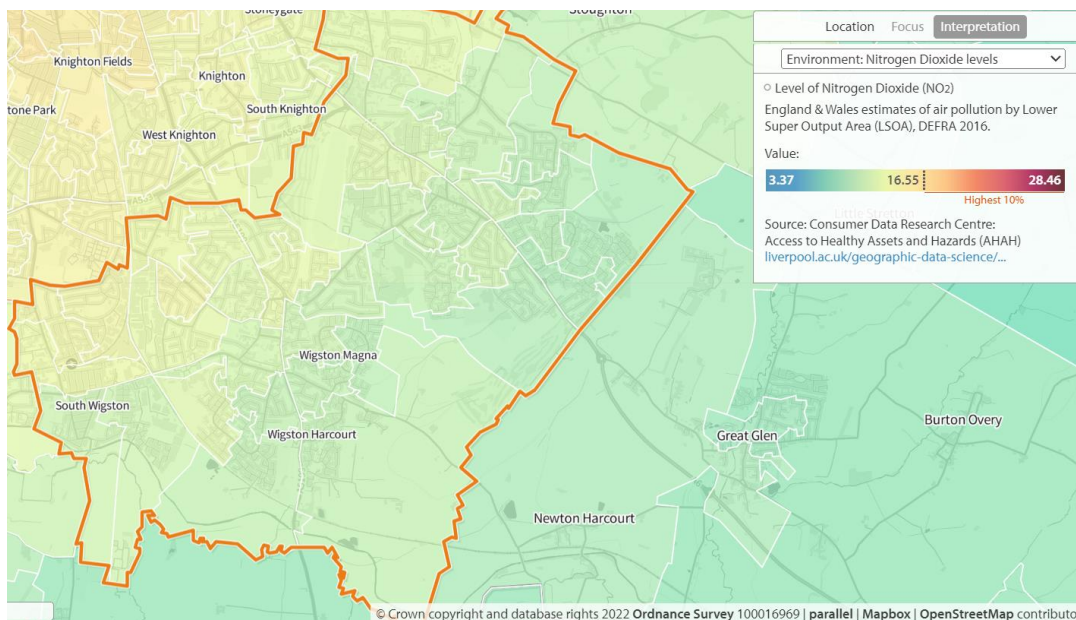 Stoneygate
Stoughton
Knighton Fields
Knighton
South Knighton
tone Park
West Knighton
Wigston Magna
South Wigston
Wigston Harcourt
Great Glen
Burton Overy
Newton Harcourt
Location Focus Interpretation
Environment: Nitrogen Dioxide levels
Level of Nitrogen Dioxide (NO2)
England & Wales estimates of air pollution by Lower
Super Output Area (LSOA), DEFRA 2016.
Value:
3.37 16.55 28.46
Highest 10%
Little Stretton
Source: Consumer Data Research Centre:
Access to Healthy Assets and Hazards (AHAH)
liverpool.ac.uk/geographic-data-science/...
© Crown copyright and database rights 2022 Ordnance Survey 100016969 | parallel | Mapbox | OpenStreetMap contributo